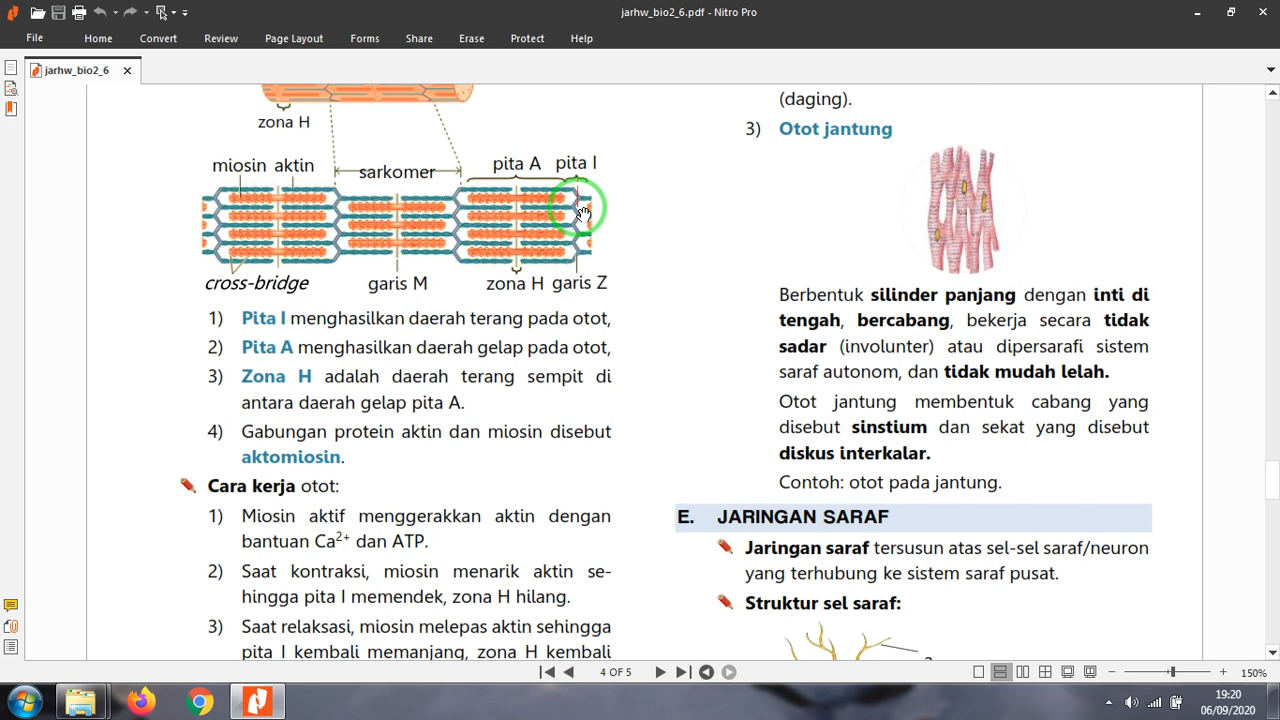 jarhw_bio2_6.pdf - Nitro Pro
File Home Convert Review Page Layout Forms Share Erase Protect Help
jarhw_bio2_6
zona H
miosin aktin sarkomer pita A pita I
cross-bridge garis M zona H garis Z
1) Pita I menghasilkan daerah terang pada otot,
2) Pita A menghasilkan daerah gelap pada otot,
3) Zona H adalah daerah terang sempit di
antara daerah gelap pita A.
4) Gabungan protein aktin dan miosin disebut
aktomiosin.
Cara kerja otot:
1) Miosin aktif menggerakkan aktin dengan
bantuan Ca²⁺ dan ATP.
2) Saat kontraksi, miosin menarik aktin se-
hingga pita I memendek, zona H hilang.
3) Saat relaksasi, miosin melepas aktin sehingga
pita I kembali memanjang, zona H kembali
(daging).
3) Otot jantung
Berbentuk silinder panjang dengan inti di
tengah, bercabang, bekerja secara tidak
sadar (involunter) atau dipersarafi sistem
saraf autonom, dan tidak mudah lelah.
Otot jantung membentuk cabang yang
disebut sinstium dan sekat yang disebut
diskus interkalar.
Contoh: otot pada jantung.
E. JARINGAN SARAF
Jaringan saraf tersusun atas sel-sel saraf/neuron
yang terhubung ke sistem saraf pusat.
Struktur sel saraf:
4 OF 5
150%
19:20
06/09/2020